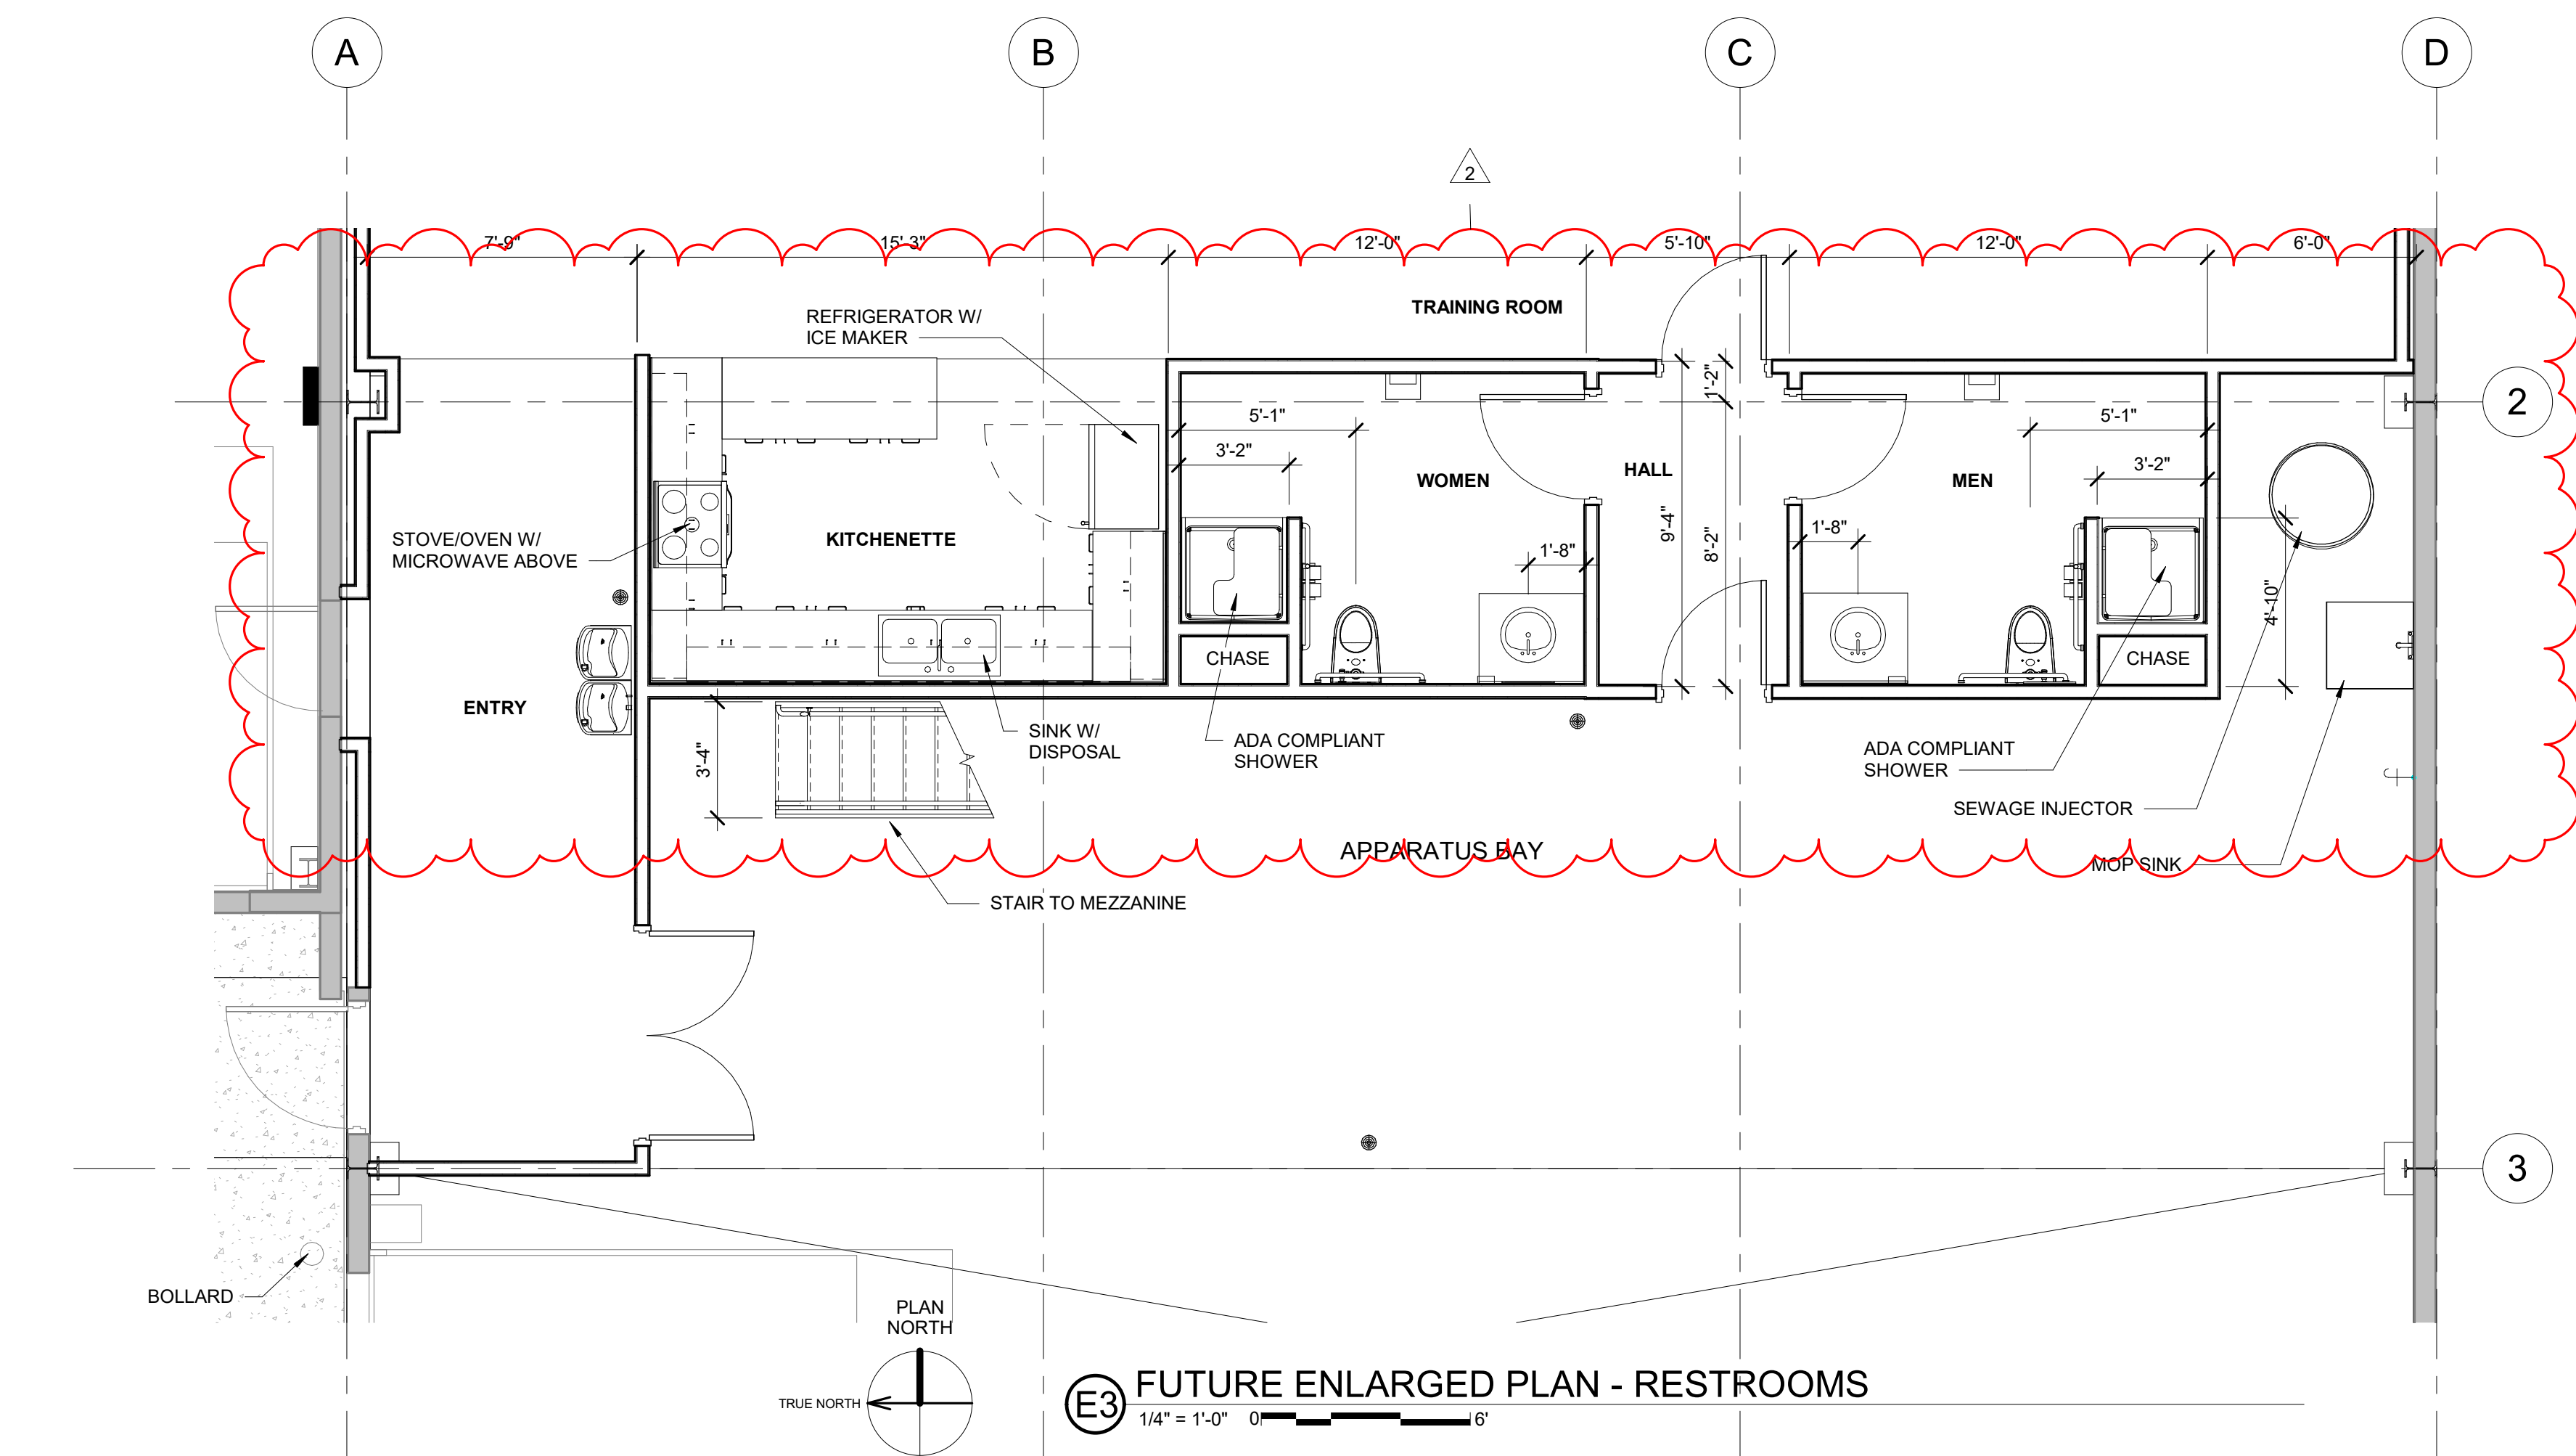 A
B
C
D
2
7'-9"
15'-3"
12'-0"
5'-10"
12'-0"
6'-0"
TRAINING ROOM
REFRIGERATOR W/
ICE MAKER
1'-2"
2
5'-1"
5'-1"
3'-2"
3'-2"
WOMEN
HALL
MEN
STOVE/OVEN W/
MICROWAVE ABOVE
KITCHENETTE
9'-4"
8'-2"
1'-8"
1'-8"
4'-10"
CHASE
CHASE
ENTRY
3'-4"
SINK W/
DISPOSAL
ADA COMPLIANT
SHOWER
ADA COMPLIANT
SHOWER
SEWAGE INJECTOR
APPARATUS BAY
MOP SINK
STAIR TO MEZZANINE
3
BOLLARD
PLAN
NORTH
TRUE NORTH
E3
FUTURE ENLARGED PLAN - RESTROOMS
1/4" = 1'-0" 0 6'